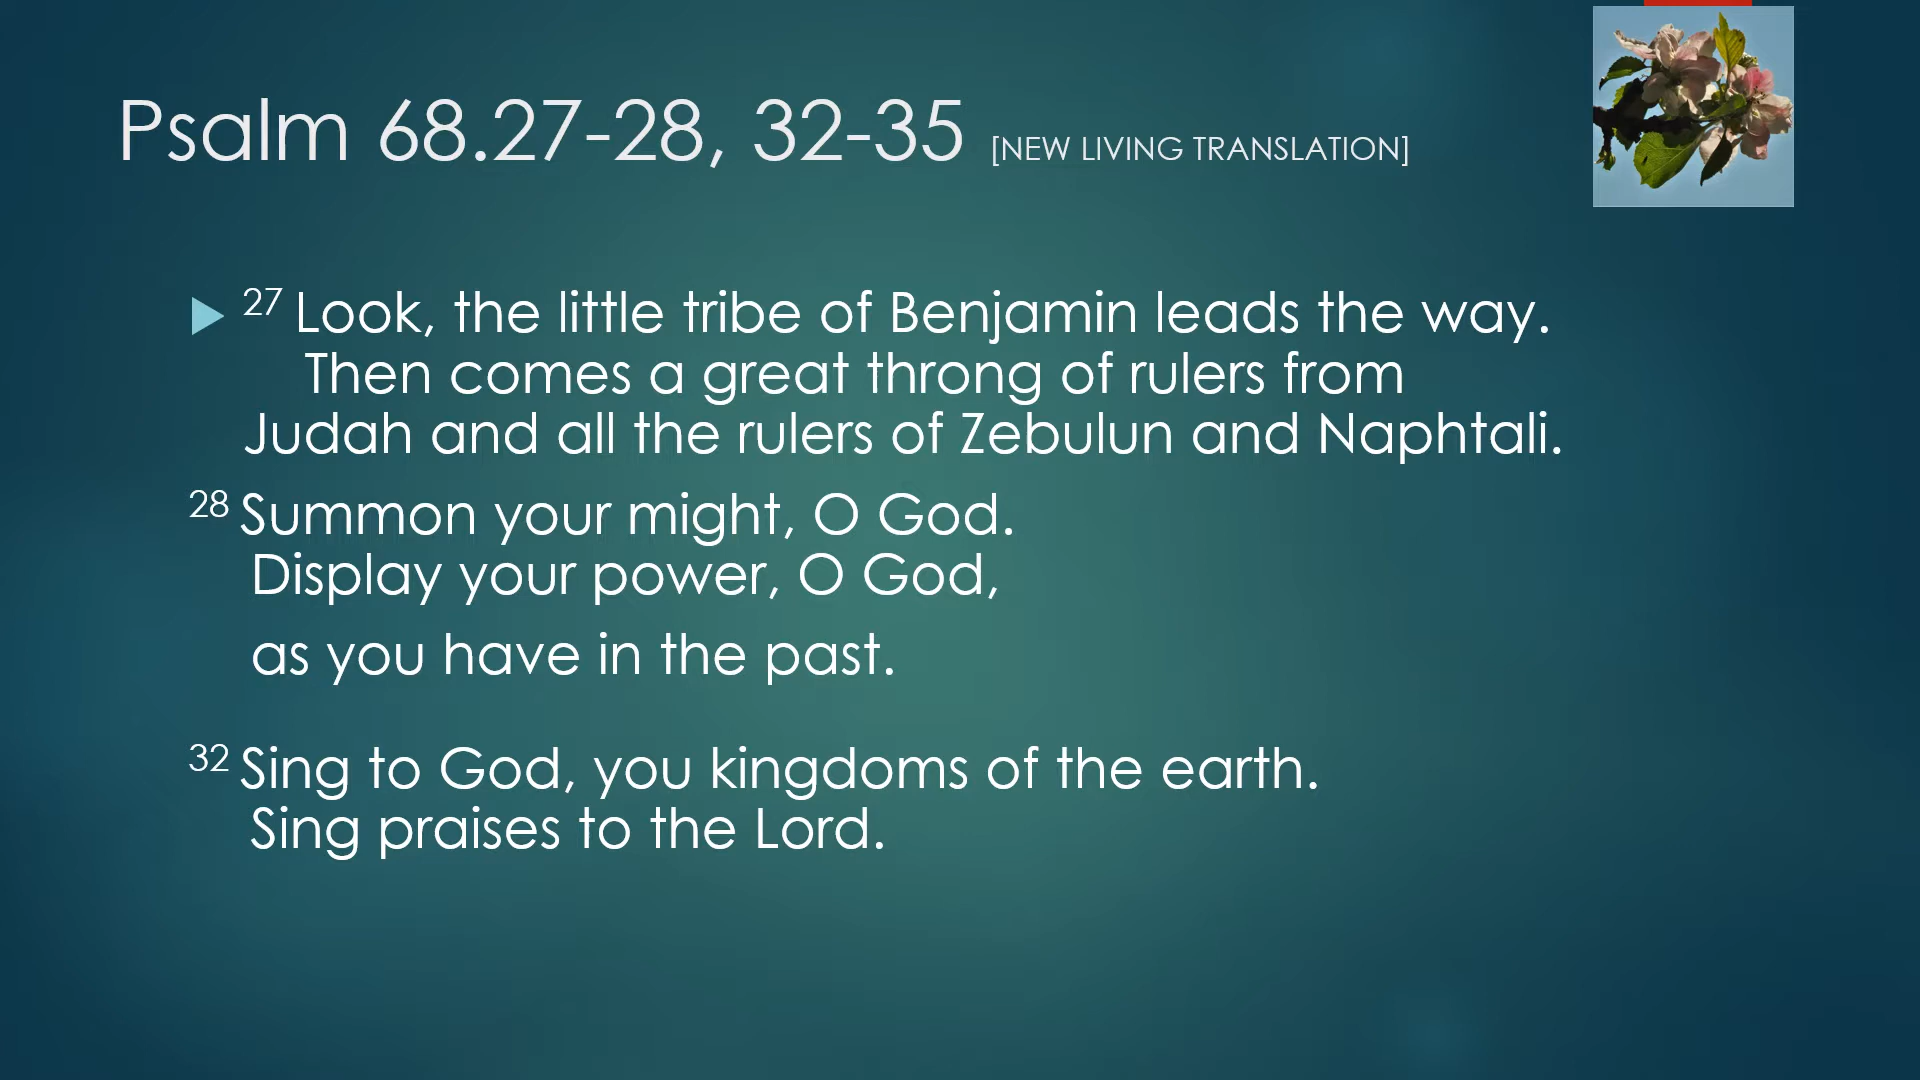 Psalm 68.27-28, 32-35 [NEW LIVING TRANSLATION]
27 Look, the little tribe of Benjamin leads the way.
Then comes a great throng of rulers from
Judah and all the rulers of Zebulun and Naphtali.
28 Summon your might, O God.
Display your power, O God,
as you have in the past.
32 Sing to God, you kingdoms of the earth.
Sing praises to the Lord.